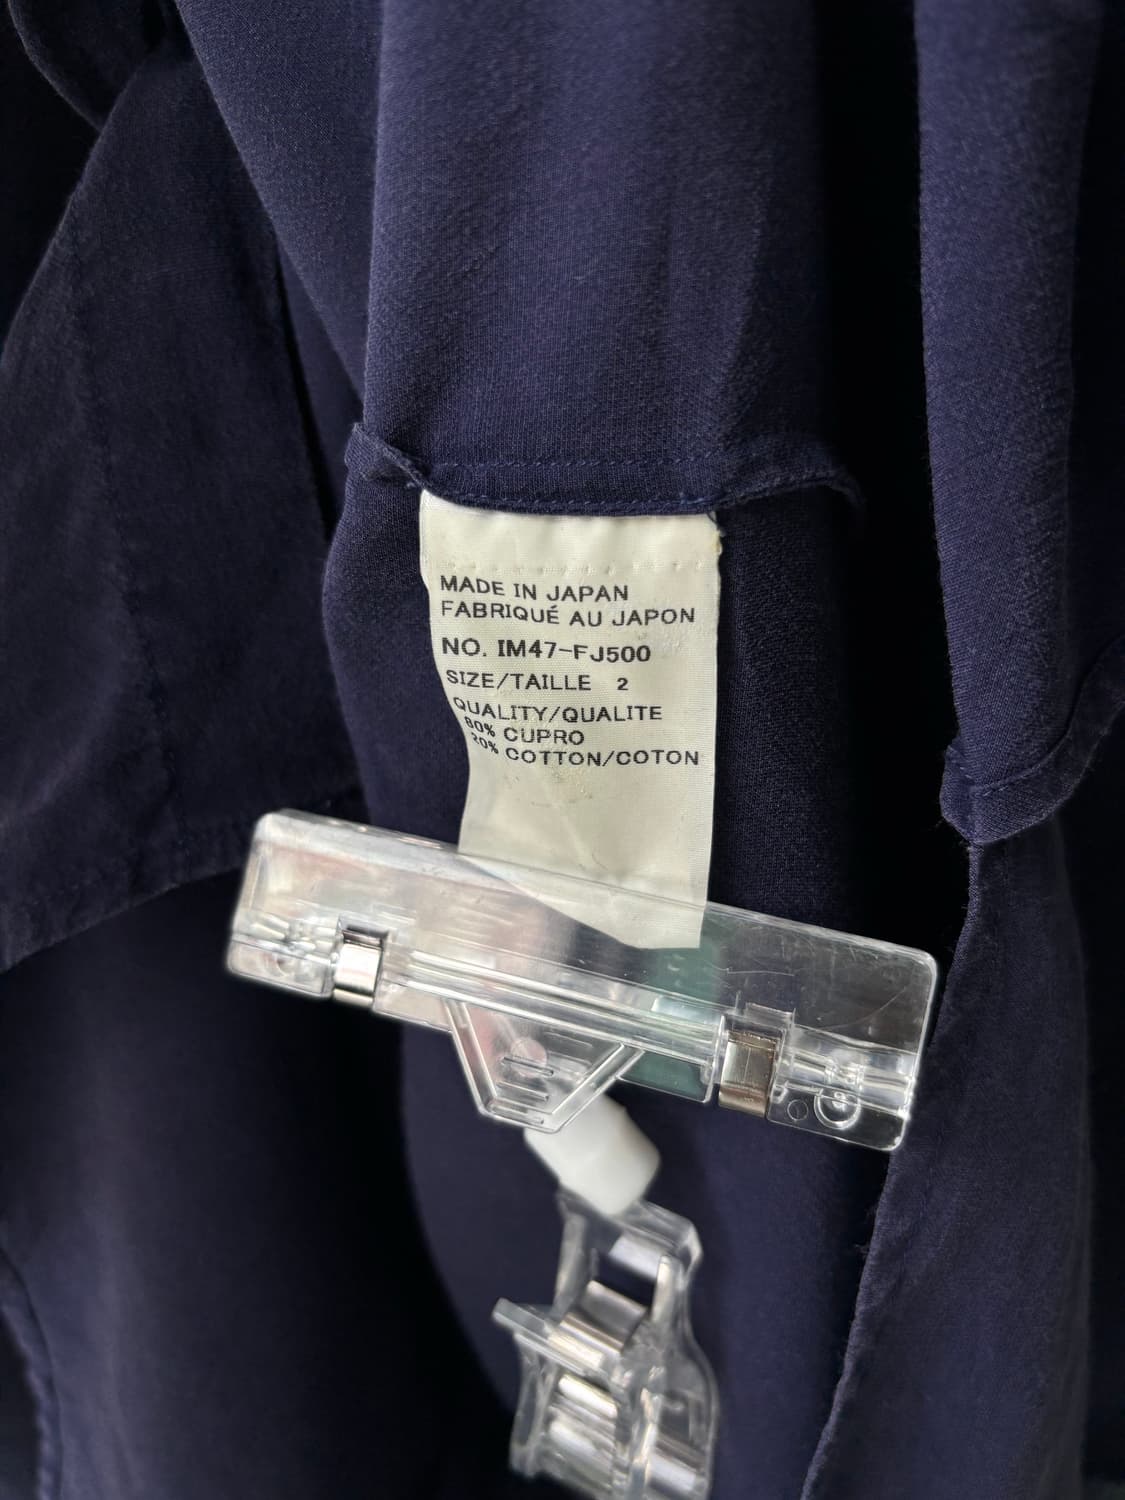 MADE IN JAPAN
FABRIQUÉ AU JAPON
NO. IM47-FJ500
SIZE/TAILLE 2
QUALITY/QUALITE
80% CUPRO
20% COTTON/COTON